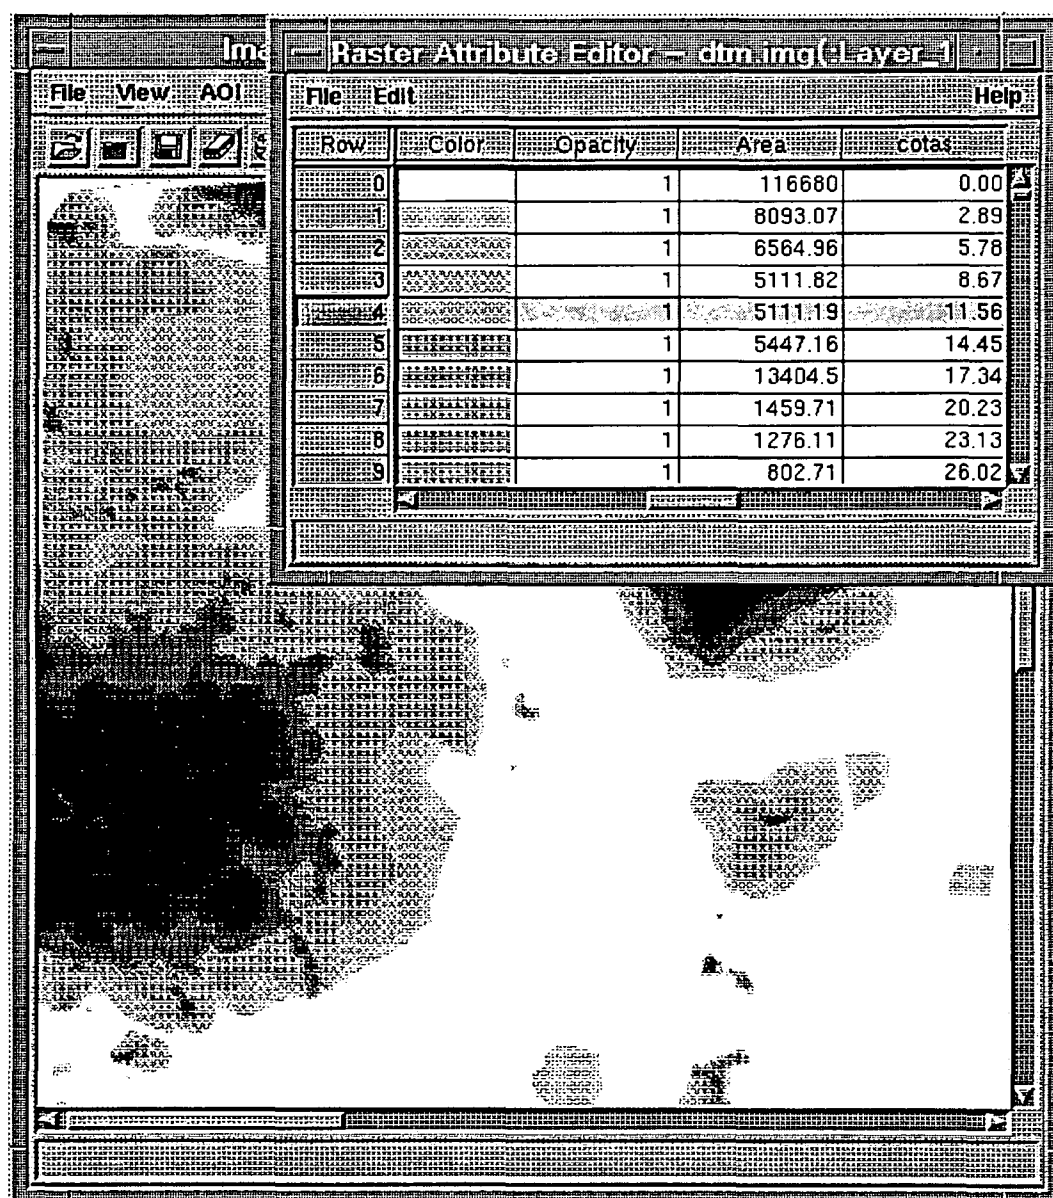 Ima
Raster Attribute Editor - dtm.img(:Layer_1
File View AOI
File Edit Help
Row Color Opacity Area cotas
0 1 116680 0.00
1 1 8093.07 2.89
2 1 6564.96 5.78
3 1 5111.82 8.67
4 1 5111.19 11.56
5 1 5447.16 14.45
6 1 13404.5 17.34
7 1 1459.71 20.23
8 1 1276.11 23.13
9 1 802.71 26.02